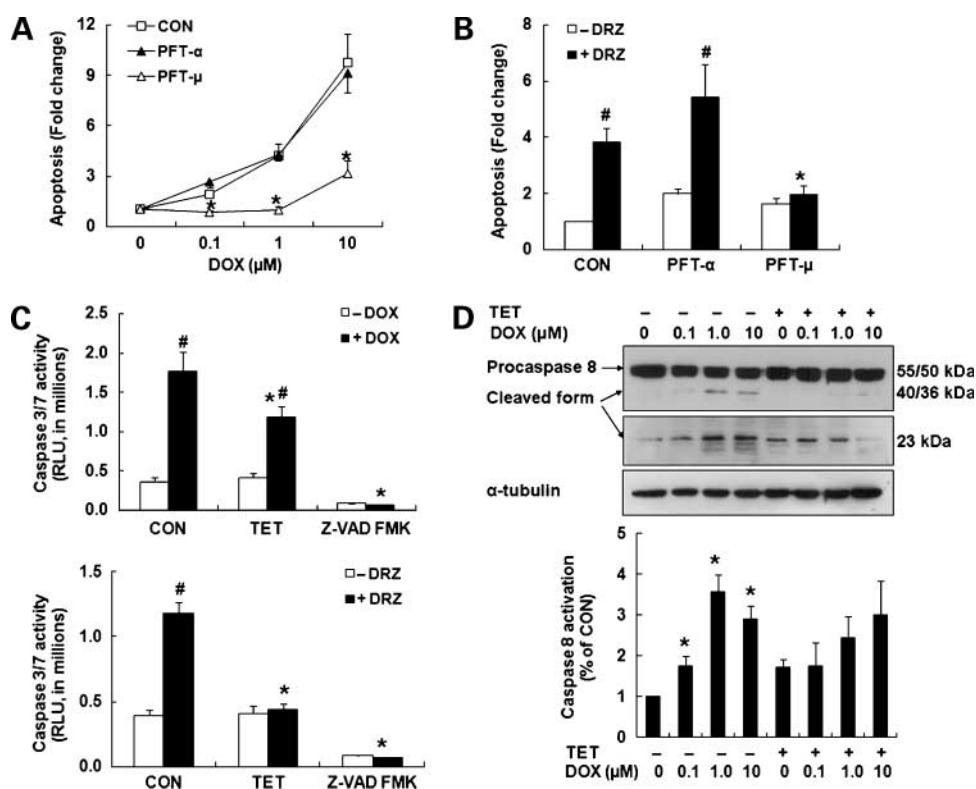 A
Apoptosis (Fold change)
12
9
6
3
0
CON
PFT-α
PFT-μ
* * *
0 0.1 1 10
DOX (μM)
B
Apoptosis (Fold change)
8
6
4
2
0
– DRZ
+ DRZ
# # *
CON PFT-α PFT-μ
C
Caspase 3/7 activity
(RLU, in millions)
2.5
2.0
1.5
1.0
0.5
0.0
– DOX
+ DOX
# *# *
CON TET Z-VAD FMK
Caspase 3/7 activity
(RLU, in millions)
1.5
1.0
0.5
0.0
– DRZ
+ DRZ
# * *
CON TET Z-VAD FMK
D
TET – – – – + + + +
DOX (μM) 0 0.1 1.0 10 0 0.1 1.0 10
Procaspase 8 55/50 kDa
40/36 kDa
Cleaved form
23 kDa
α-tubulin
Caspase 8 activation
(% of CON)
5
4
3
2
1
0
* * *
TET – – – – + + + +
DOX (μM) 0 0.1 1.0 10 0 0.1 1.0 10